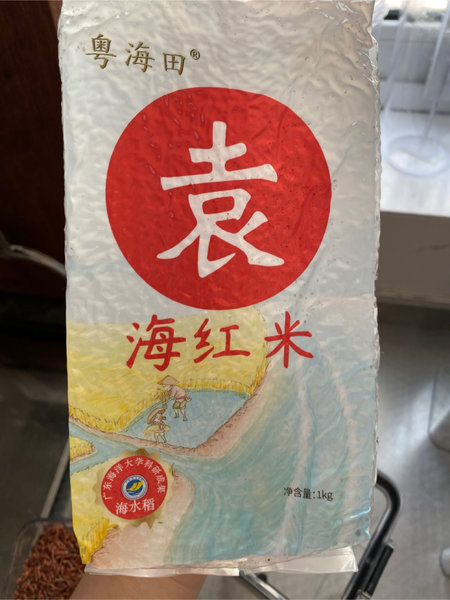 粤海田®
袁
海红米
广东海洋大学科研成果
海水稻
净含量:1kg